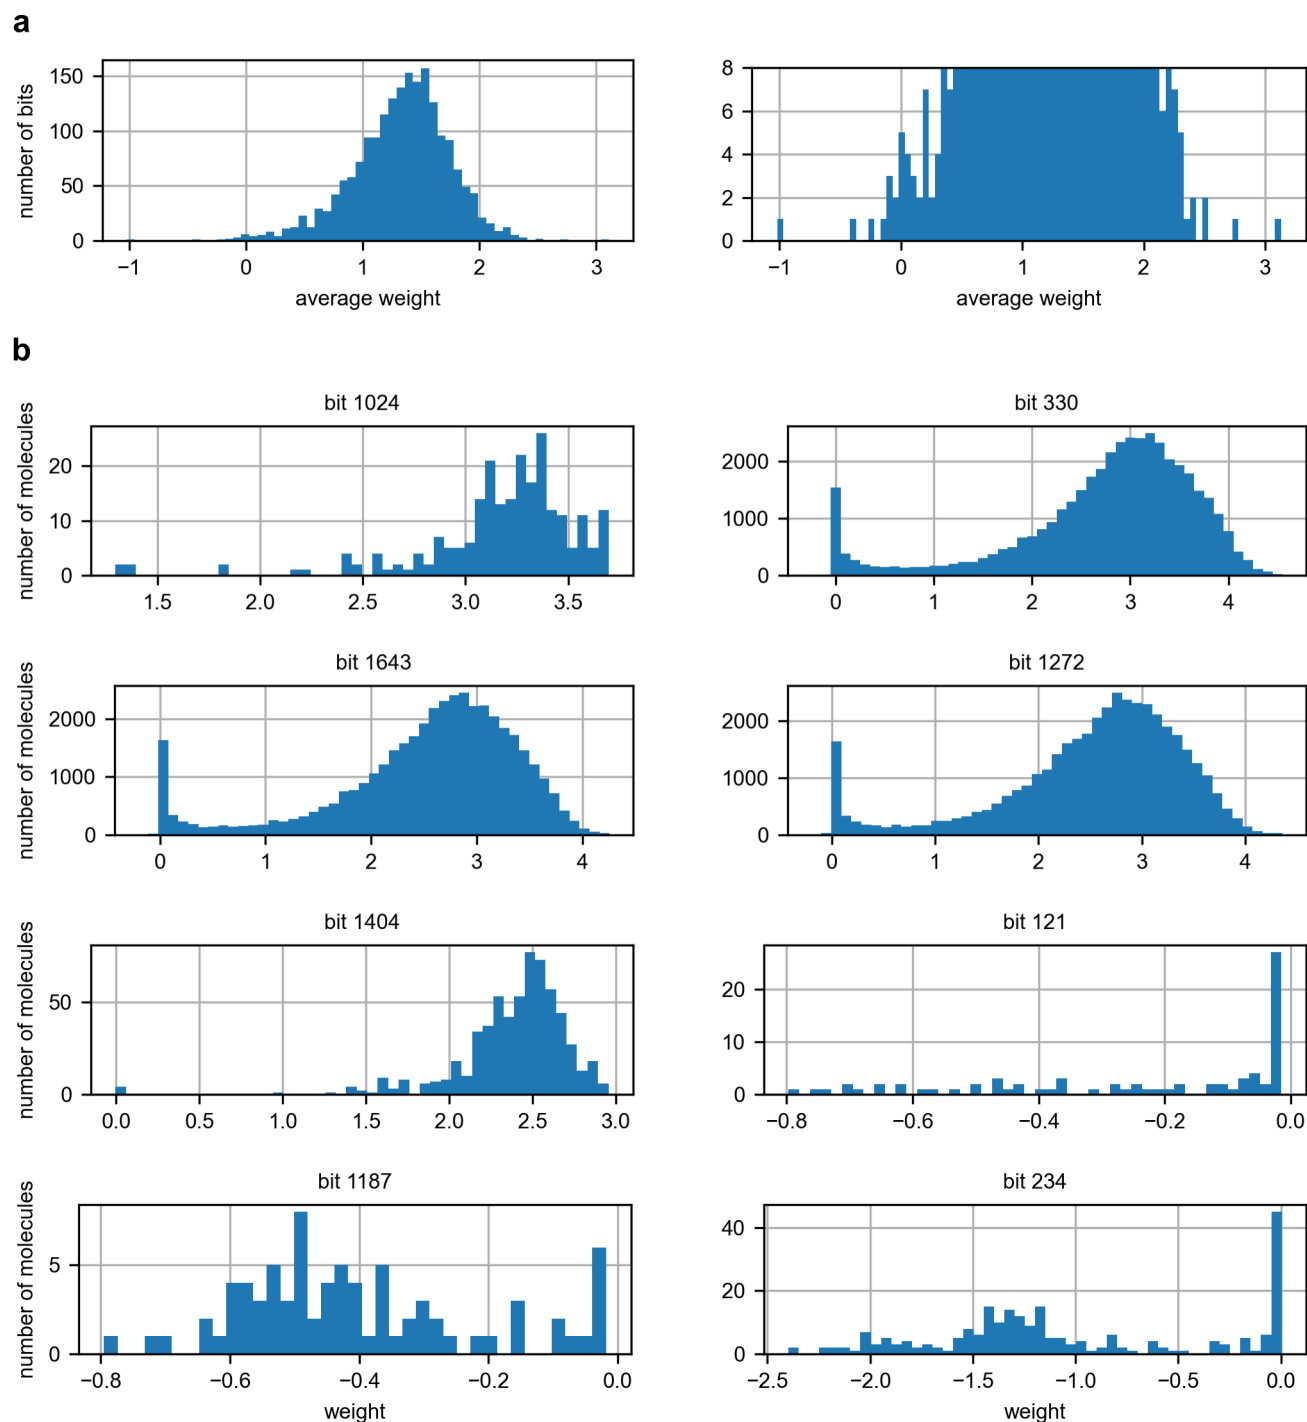 a
number of bits
150
100
50
0
−1 0 1 2 3
average weight
8
6
4
2
0
−1 0 1 2 3
average weight
b
bit 1024
number of molecules
20
10
0
1.5 2.0 2.5 3.0 3.5
bit 330
2000
1000
0
0 1 2 3 4
bit 1643
number of molecules
2000
1000
0
0 1 2 3 4
bit 1272
2000
1000
0
0 1 2 3 4
bit 1404
number of molecules
50
0
0.0 0.5 1.0 1.5 2.0 2.5 3.0
bit 121
20
10
0
−0.8 −0.6 −0.4 −0.2 0.0
bit 1187
number of molecules
5
0
−0.8 −0.6 −0.4 −0.2 0.0
weight
bit 234
40
20
0
−2.5 −2.0 −1.5 −1.0 −0.5 0.0
weight